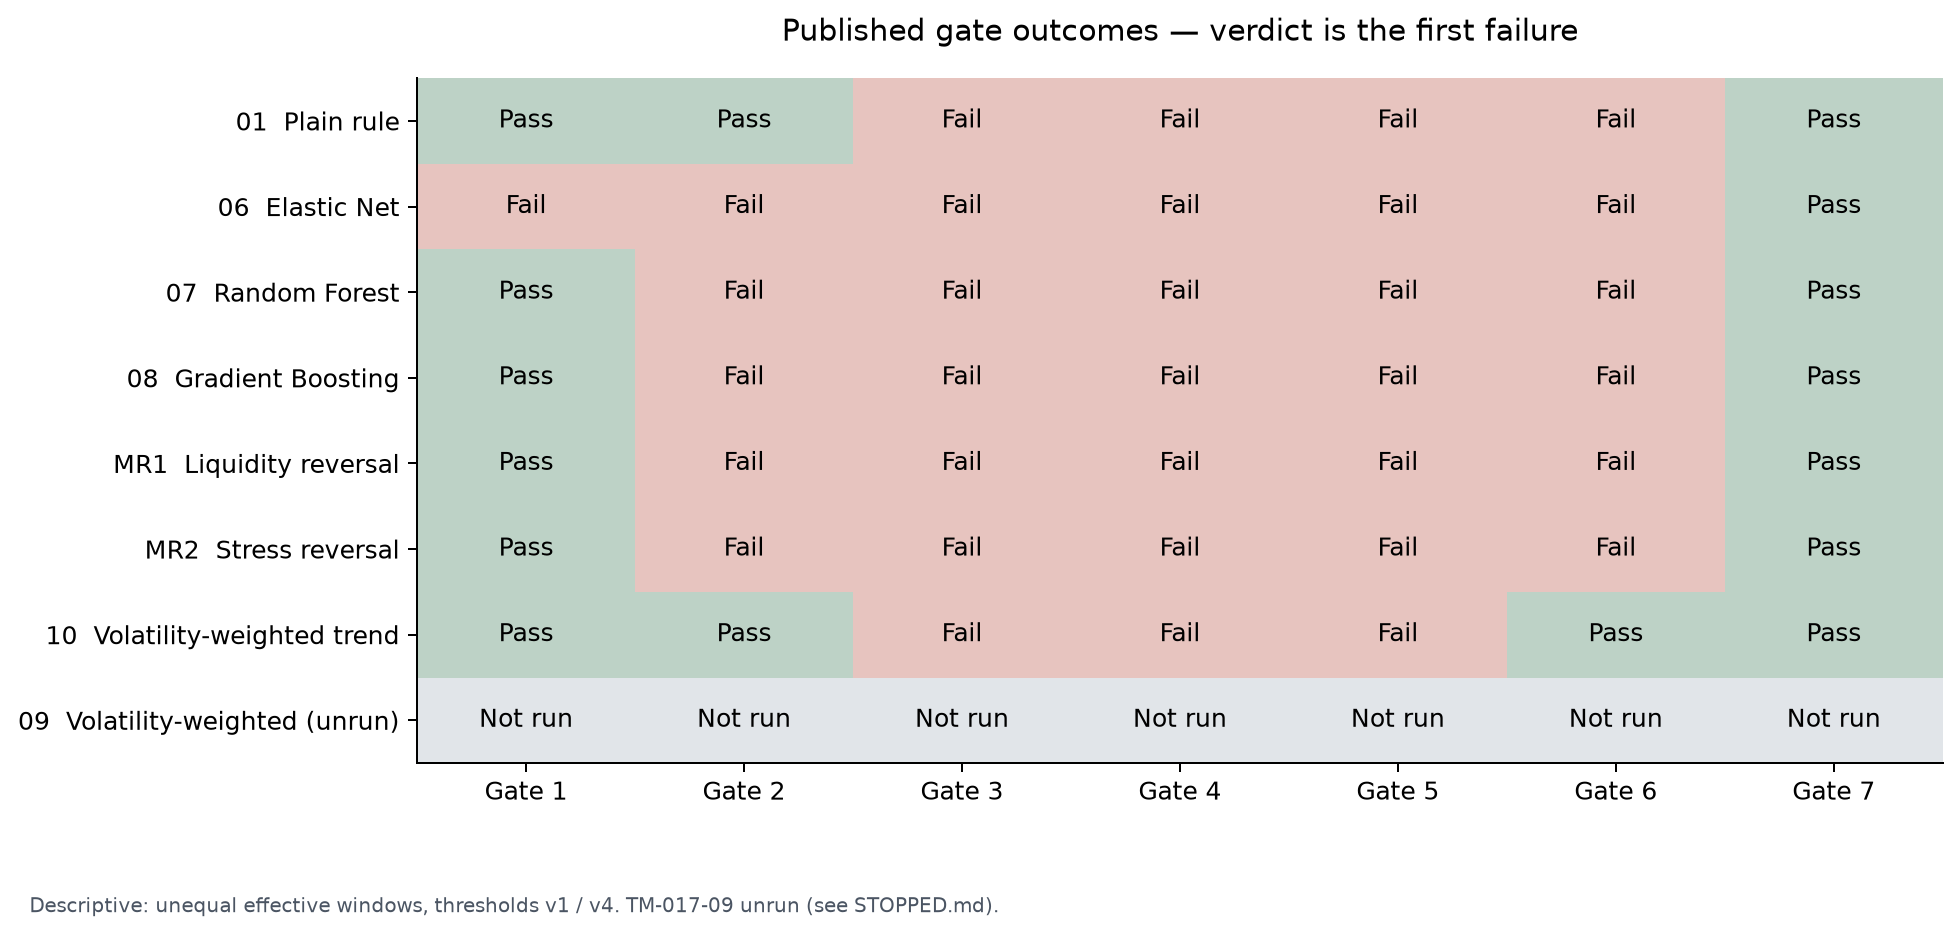 Published gate outcomes — verdict is the first failure
01  Plain rule Pass Pass Fail Fail Fail Fail Pass
06  Elastic Net Fail Fail Fail Fail Fail Fail Pass
07  Random Forest Pass Fail Fail Fail Fail Fail Pass
08  Gradient Boosting Pass Fail Fail Fail Fail Fail Pass
MR1  Liquidity reversal Pass Fail Fail Fail Fail Fail Pass
MR2  Stress reversal Pass Fail Fail Fail Fail Fail Pass
10  Volatility-weighted trend Pass Pass Fail Fail Fail Pass Pass
09  Volatility-weighted (unrun) Not run Not run Not run Not run Not run Not run Not run
Gate 1 Gate 2 Gate 3 Gate 4 Gate 5 Gate 6 Gate 7
Descriptive: unequal effective windows, thresholds v1 / v4. TM-017-09 unrun (see STOPPED.md).